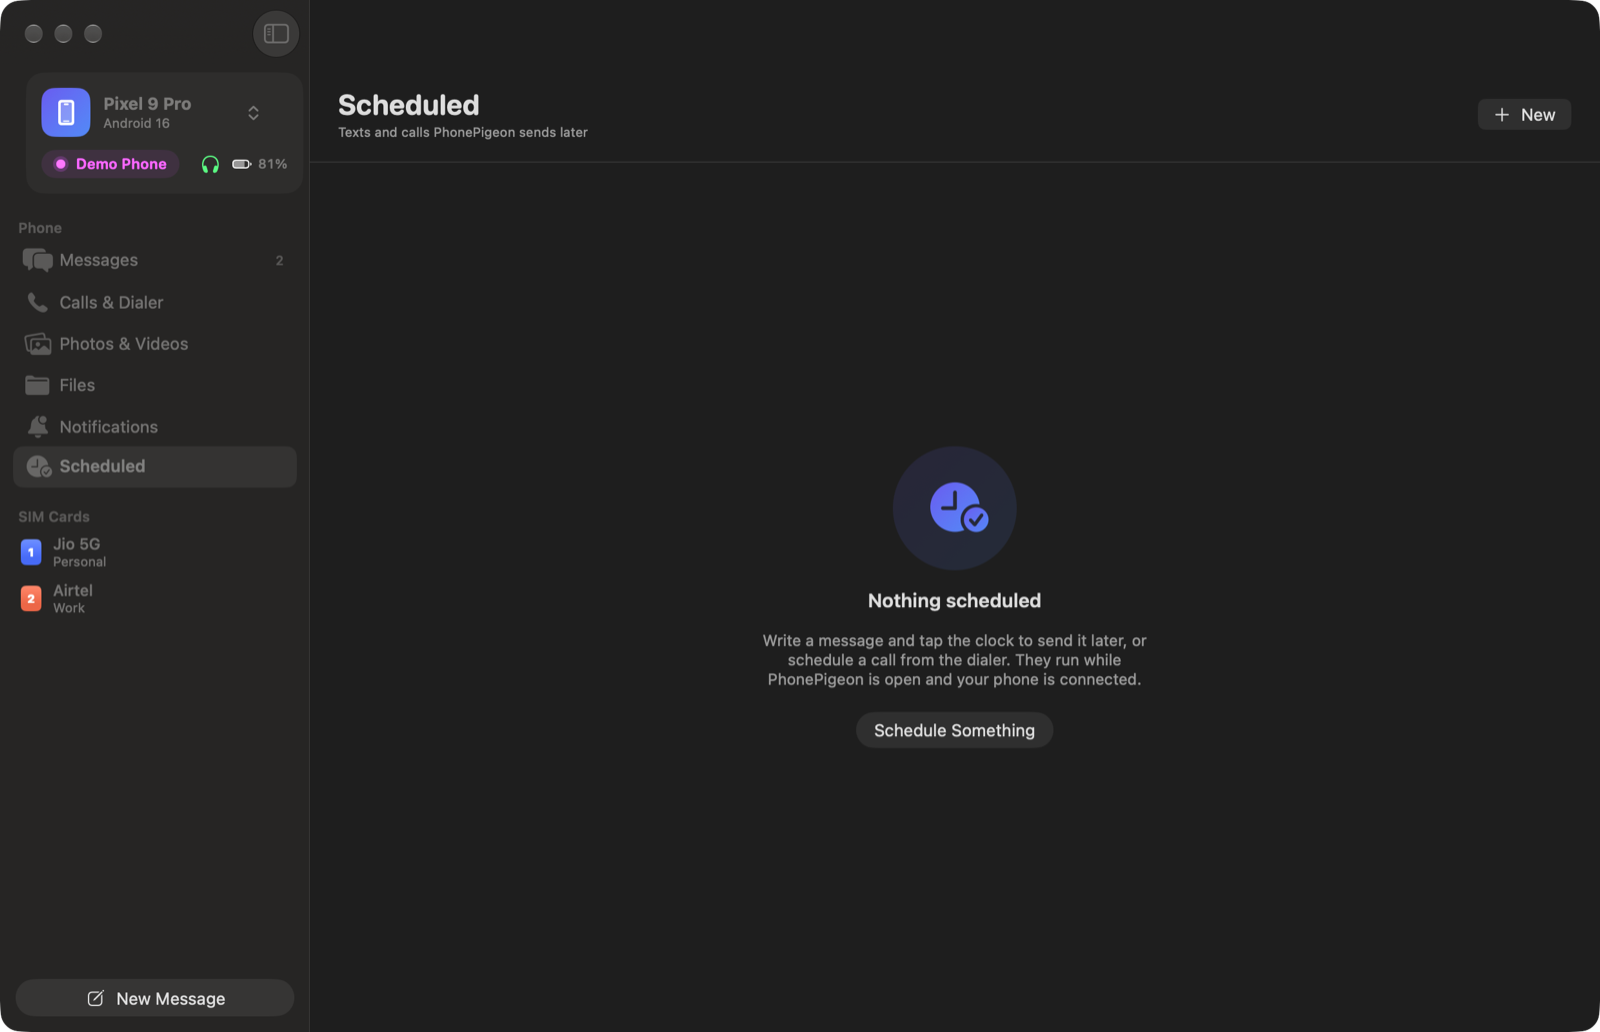 Pixel 9 Pro
Android 16
Demo Phone
81%
Phone
Messages 2
Calls & Dialer
Photos & Videos
Files
Notifications
Scheduled
SIM Cards
1 Jio 5G
Personal
2 Airtel
Work
New Message
Scheduled
Texts and calls PhonePigeon sends later
New
Nothing scheduled
Write a message and tap the clock to send it later, or
schedule a call from the dialer. They run while
PhonePigeon is open and your phone is connected.
Schedule Something